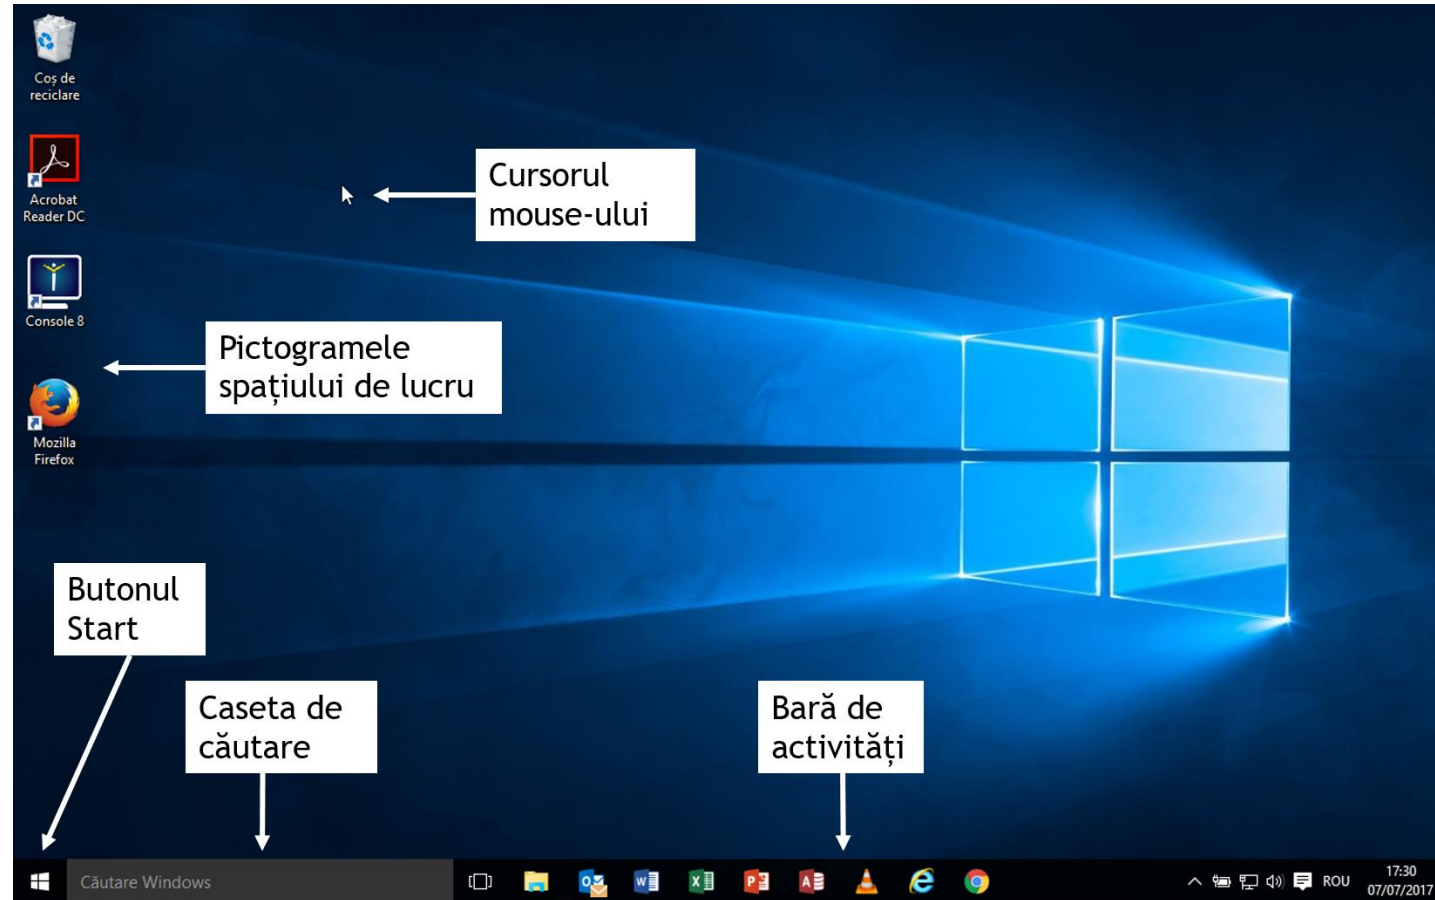 Coș de
reciclare
Acrobat
Reader DC
Cursorul
mouse-ului
Console 8
Pictogramele
spațiului de lucru
Mozilla
Firefox
Butonul
Start
Caseta de
căutare
Bară de
activități
Căutare Windows
ROU
17:30
07/07/2017